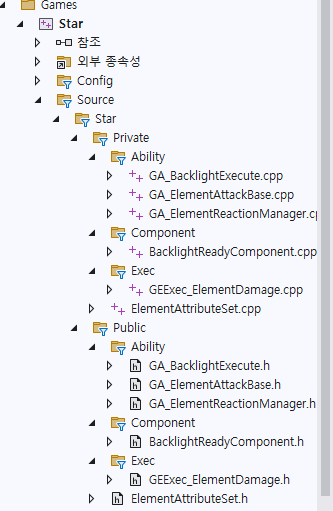 Games
Star
참조
외부 종속성
Config
Source
Star
Private
Ability
GA_BacklightExecute.cpp
GA_ElementAttackBase.cpp
GA_ElementReactionManager.cp
Component
BacklightReadyComponent.cpp
Exec
GEExec_ElementDamage.cpp
ElementAttributeSet.cpp
Public
Ability
GA_BacklightExecute.h
GA_ElementAttackBase.h
GA_ElementReactionManager.h
Component
BacklightReadyComponent.h
Exec
GEExec_ElementDamage.h
ElementAttributeSet.h